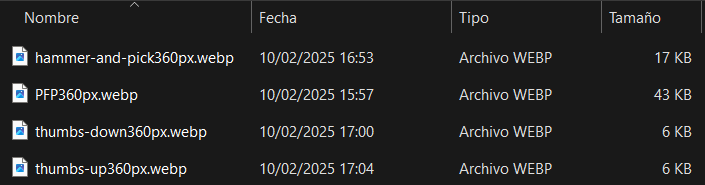 Nombre Fecha Tipo Tamaño
hammer-and-pick360px.webp 10/02/2025 16:53 Archivo WEBP 17 KB
PFP360px.webp 10/02/2025 15:57 Archivo WEBP 43 KB
thumbs-down360px.webp 10/02/2025 17:00 Archivo WEBP 6 KB
thumbs-up360px.webp 10/02/2025 17:04 Archivo WEBP 6 KB